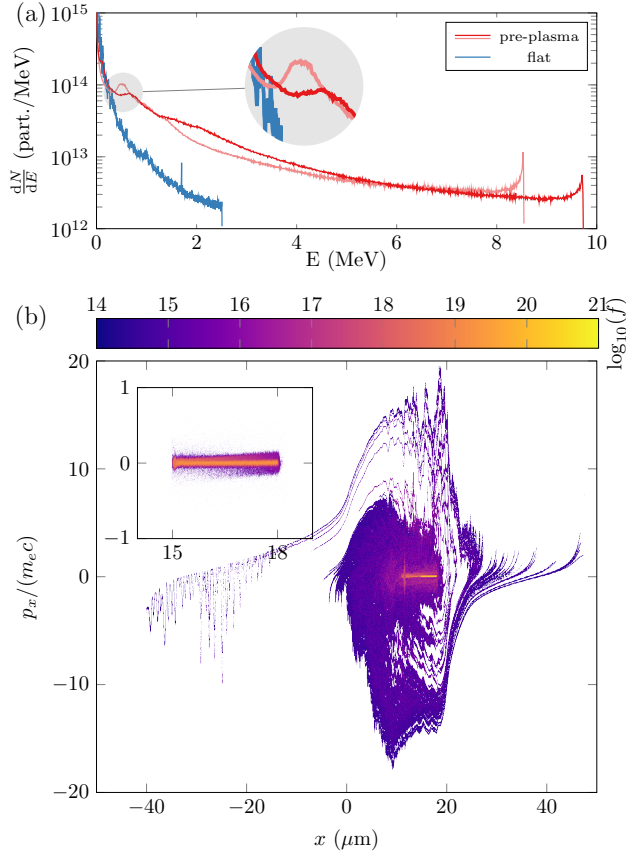 (a)
10^15
10^14
10^13
10^12
dN/dE (part./MeV)
pre-plasma
flat
0 2 4 6 8 10
E (MeV)
(b)
14 15 16 17 18 19 20 21
log10(f)
20
10
0
−10
−20
p_x/(m_e c)
1
0
−1
15 18
−40 −20 0 20 40
x (μm)